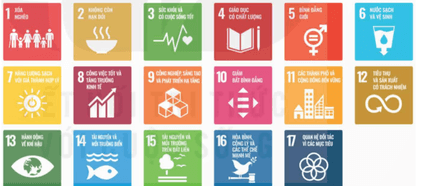 1 XÓA
NGHÈO
2 KHÔNG CÒN
NẠN ĐÓI
3 SỨC KHỎE VÀ
CÓ CUỘC SỐNG TỐT
4 GIÁO DỤC
CÓ CHẤT LƯỢNG
5 BÌNH ĐẲNG
GIỚI
6 NƯỚC SẠCH
VÀ VỆ SINH
7 NĂNG LƯỢNG SẠCH
VỚI GIÁ THÀNH HỢP LÝ
8 CÔNG VIỆC TỐT VÀ
TĂNG TRƯỞNG
KINH TẾ
9 CÔNG NGHIỆP, SÁNG TẠO
VÀ PHÁT TRIỂN HẠ TẦNG
10 GIẢM
BẤT BÌNH ĐẲNG
11 CÁC THÀNH PHỐ VÀ
CỘNG ĐỒNG BỀN VỮNG
12 TIÊU THỤ
VÀ SẢN XUẤT
CÓ TRÁCH NHIỆM
13 HÀNH ĐỘNG
VỀ KHÍ HẬU
14 TÀI NGUYÊN VÀ
MÔI TRƯỜNG BIỂN
15 TÀI NGUYÊN VÀ
MÔI TRƯỜNG
TRÊN ĐẤT LIỀN
16 HÒA BÌNH,
CÔNG LÝ VÀ
CÁC THỂ CHẾ
MẠNH MẼ
17 QUAN HỆ ĐỐI TÁC
VÌ CÁC MỤC TIÊU